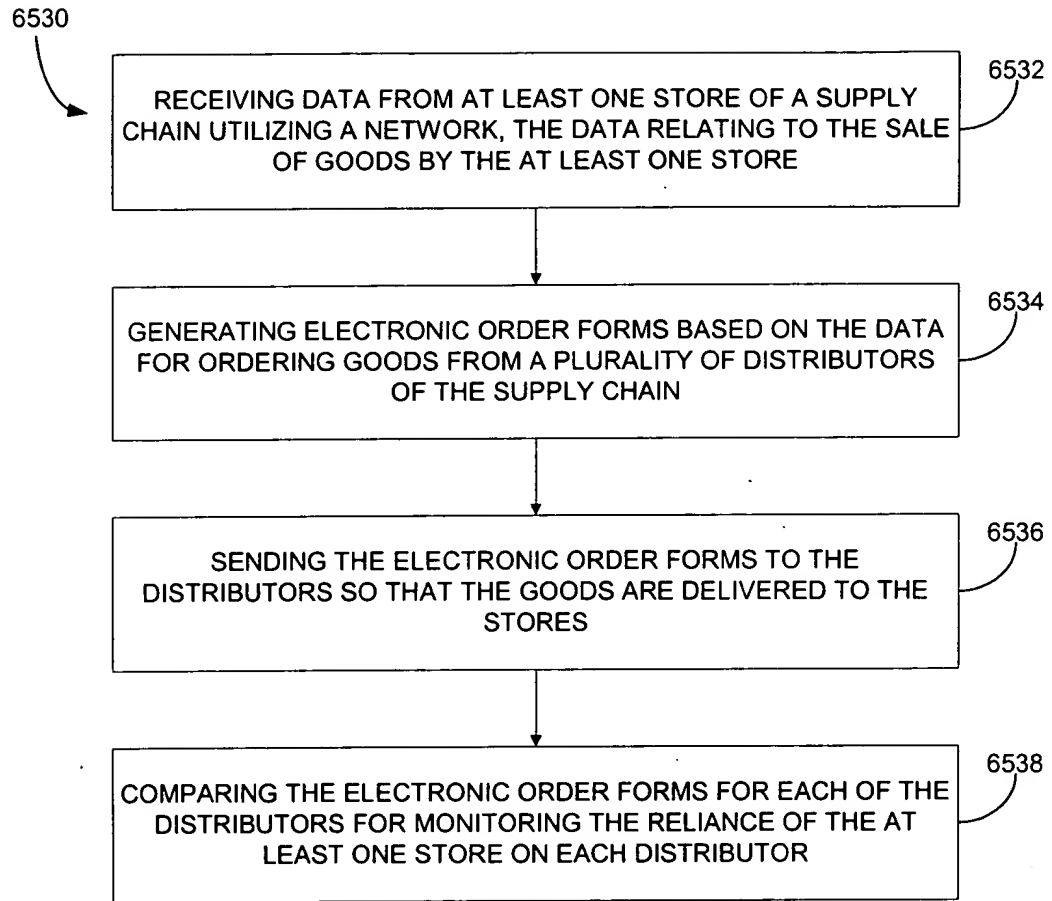 6530
6532
RECEIVING DATA FROM AT LEAST ONE STORE OF A SUPPLY
CHAIN UTILIZING A NETWORK, THE DATA RELATING TO THE SALE
OF GOODS BY THE AT LEAST ONE STORE
6534
GENERATING ELECTRONIC ORDER FORMS BASED ON THE DATA
FOR ORDERING GOODS FROM A PLURALITY OF DISTRIBUTORS
OF THE SUPPLY CHAIN
6536
SENDING THE ELECTRONIC ORDER FORMS TO THE
DISTRIBUTORS SO THAT THE GOODS ARE DELIVERED TO THE
STORES
6538
COMPARING THE ELECTRONIC ORDER FORMS FOR EACH OF THE
DISTRIBUTORS FOR MONITORING THE RELIANCE OF THE AT
LEAST ONE STORE ON EACH DISTRIBUTOR